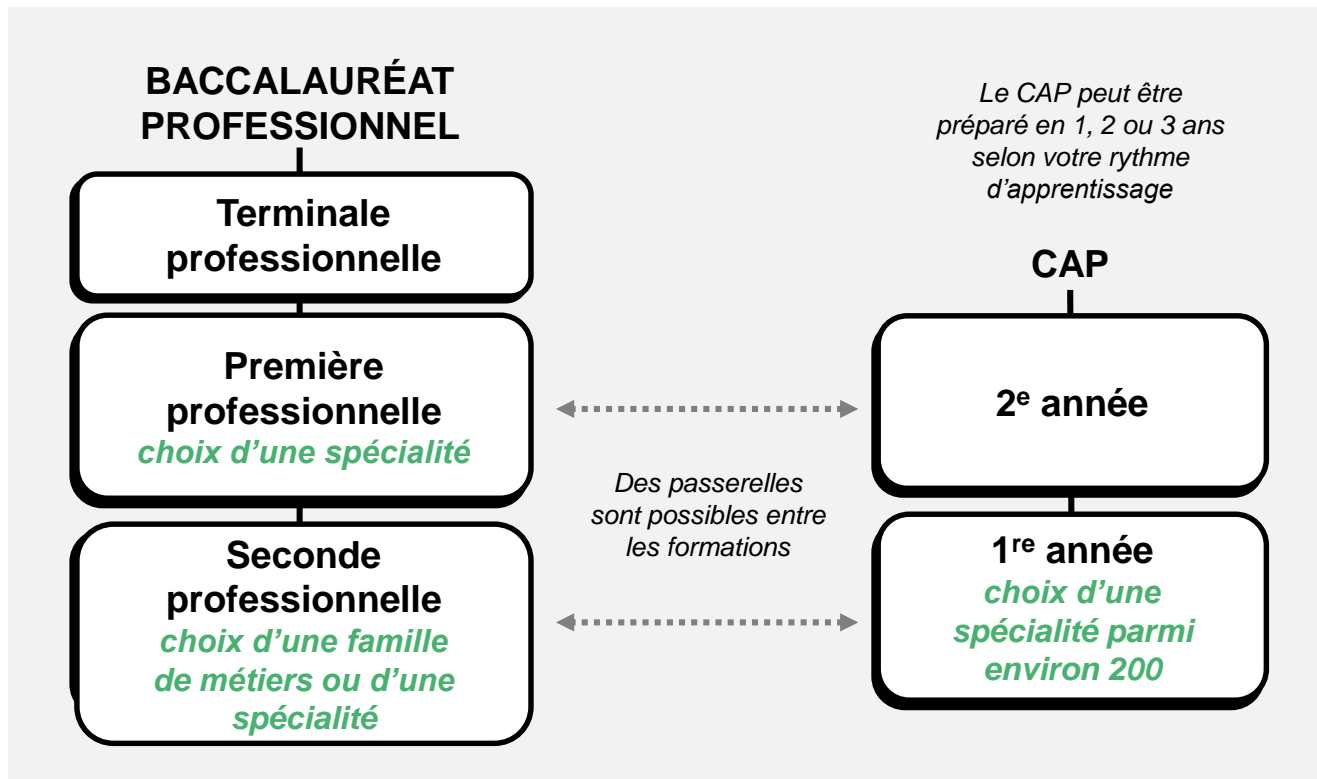 BACCALAURÉAT
PROFESSIONNEL
Terminale
professionnelle
Première
professionnelle
choix d’une spécialité
Seconde
professionnelle
choix d’une famille
de métiers ou d’une
spécialité
Des passerelles
sont possibles entre
les formations
Le CAP peut être
préparé en 1, 2 ou 3 ans
selon votre rythme
d’apprentissage
CAP
2e année
1re année
choix d’une
spécialité parmi
environ 200